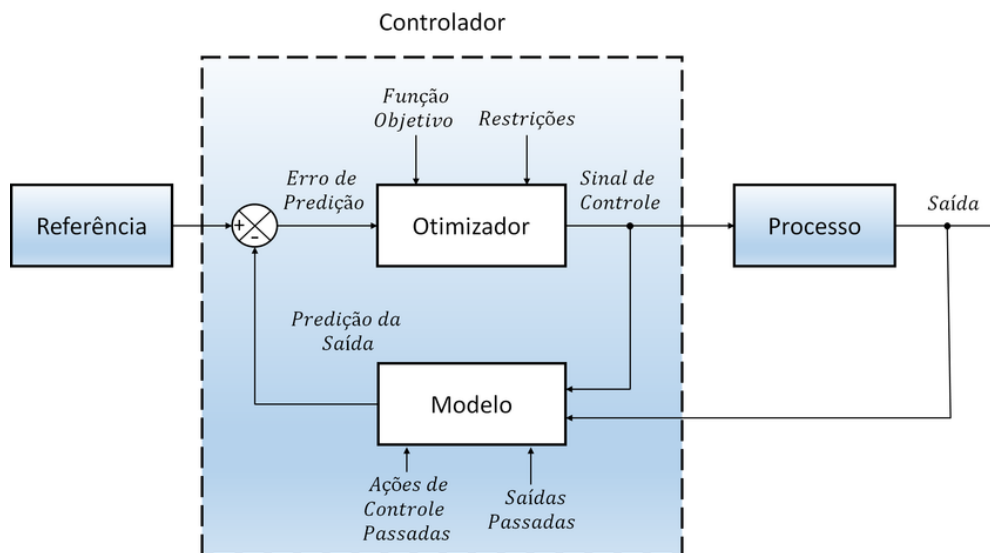 Controlador
Função
Objetivo
Restrições
Referência
+
-
Erro de
Predição
Otimizador
Sinal de
Controle
Processo
Saída
Predição da
Saída
Modelo
Ações de
Controle
Passadas
Saídas
Passadas